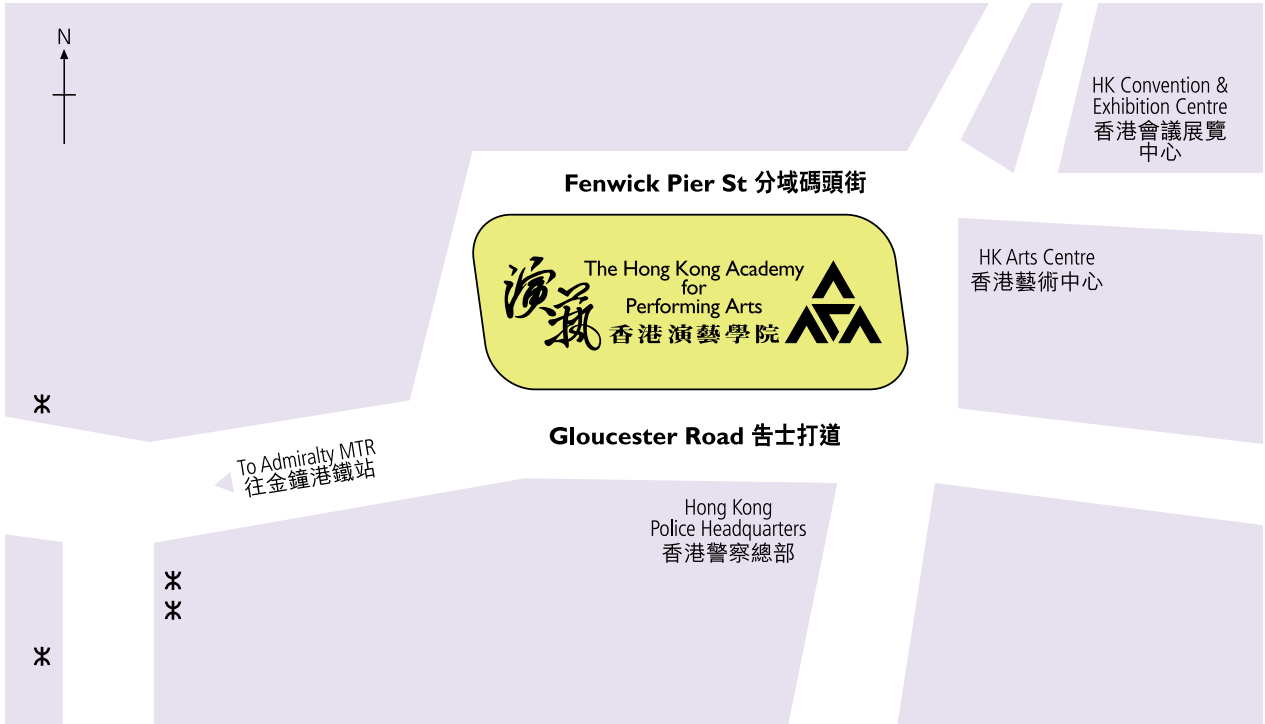 N
HK Convention &
Exhibition Centre
香港會議展覽
中心
Fenwick Pier St 分域碼頭街
HK Arts Centre
香港藝術中心
演藝
The Hong Kong Academy
for
Performing Arts
香港演藝學院
Gloucester Road 告士打道
To Admiralty MTR
往金鐘港鐵站
Hong Kong
Police Headquarters
香港警察總部